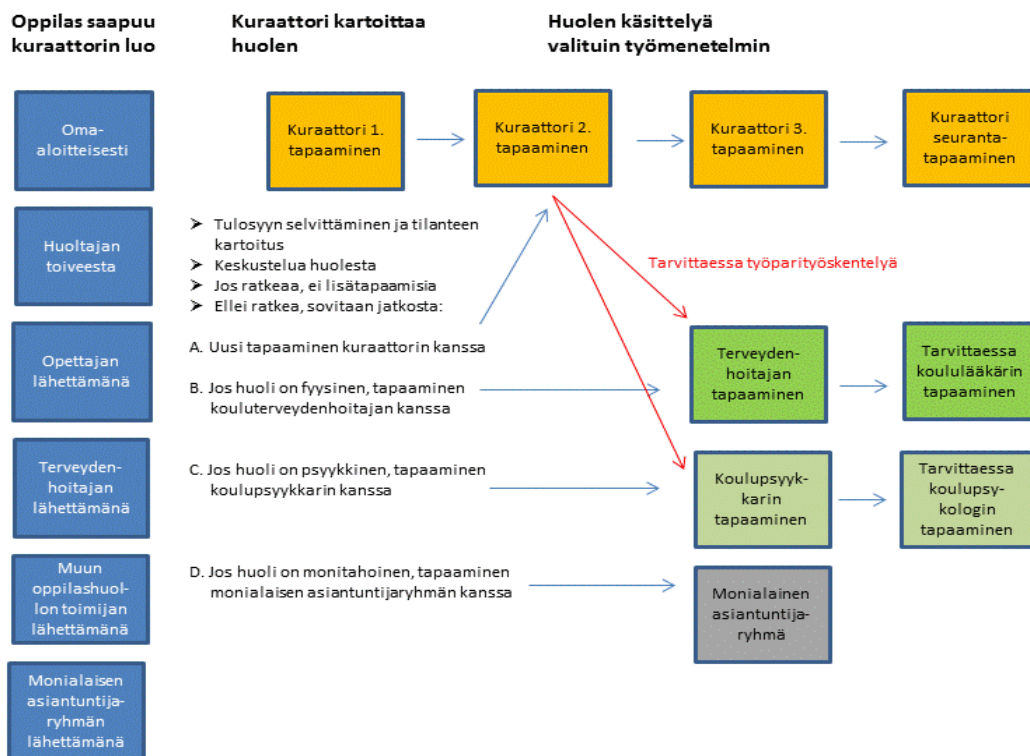 Oppilas saapuu
kuraattorin luo
Kuraattori kartoittaa
huolen
Huolen käsittelyä
valituin työmenetelmin
Oma-
aloitteisesti
Huoltajan
toiveesta
Opettajan
lähettämänä
Terveyden-
hoitajan
lähettämänä
Muun
oppilashuol-
lon toimijan
lähettämänä
Monialaisen
asiantuntija-
ryhmän
lähettämänä
Kuraattori 1.
tapaaminen
Kuraattori 2.
tapaaminen
Kuraattori 3.
tapaaminen
Kuraattori
seuranta-
tapaaminen
➢ Tulosyyn selvittäminen ja tilanteen
kartoitus
➢ Keskustelua huolesta
➢ Jos ratkeaa, ei lisätapaamisia
➢ Ellei ratkea, sovitaan jatkosta:
A. Uusi tapaaminen kuraattorin kanssa
B. Jos huoli on fyysinen, tapaaminen
kouluterveydenhoitajan kanssa
C. Jos huoli on psyykkinen, tapaaminen
koulupsyykkarin kanssa
D. Jos huoli on monitahoinen, tapaaminen
monialaisen asiantuntijaryhmän kanssa
Tarvittaessa työparityöskentelyä
Terveyden-
hoitajan
tapaaminen
Tarvittaessa
koululääkärin
tapaaminen
Koulupsyyk-
karin
tapaaminen
Tarvittaessa
koulupsy-
kologin
tapaaminen
Monialainen
asiantuntija-
ryhmä